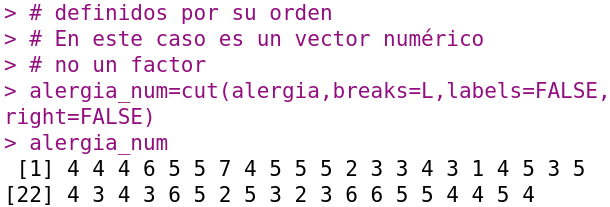 > # definidos por su orden
> # En este caso es un vector numérico
> # no un factor
> alergia_num=cut(alergia,breaks=L,labels=FALSE,
right=FALSE)
> alergia_num
 [1] 4 4 4 6 5 5 7 4 5 5 5 2 3 3 4 3 1 4 5 3 5
[22] 4 3 4 3 6 5 2 5 3 2 3 6 6 5 5 4 4 5 4